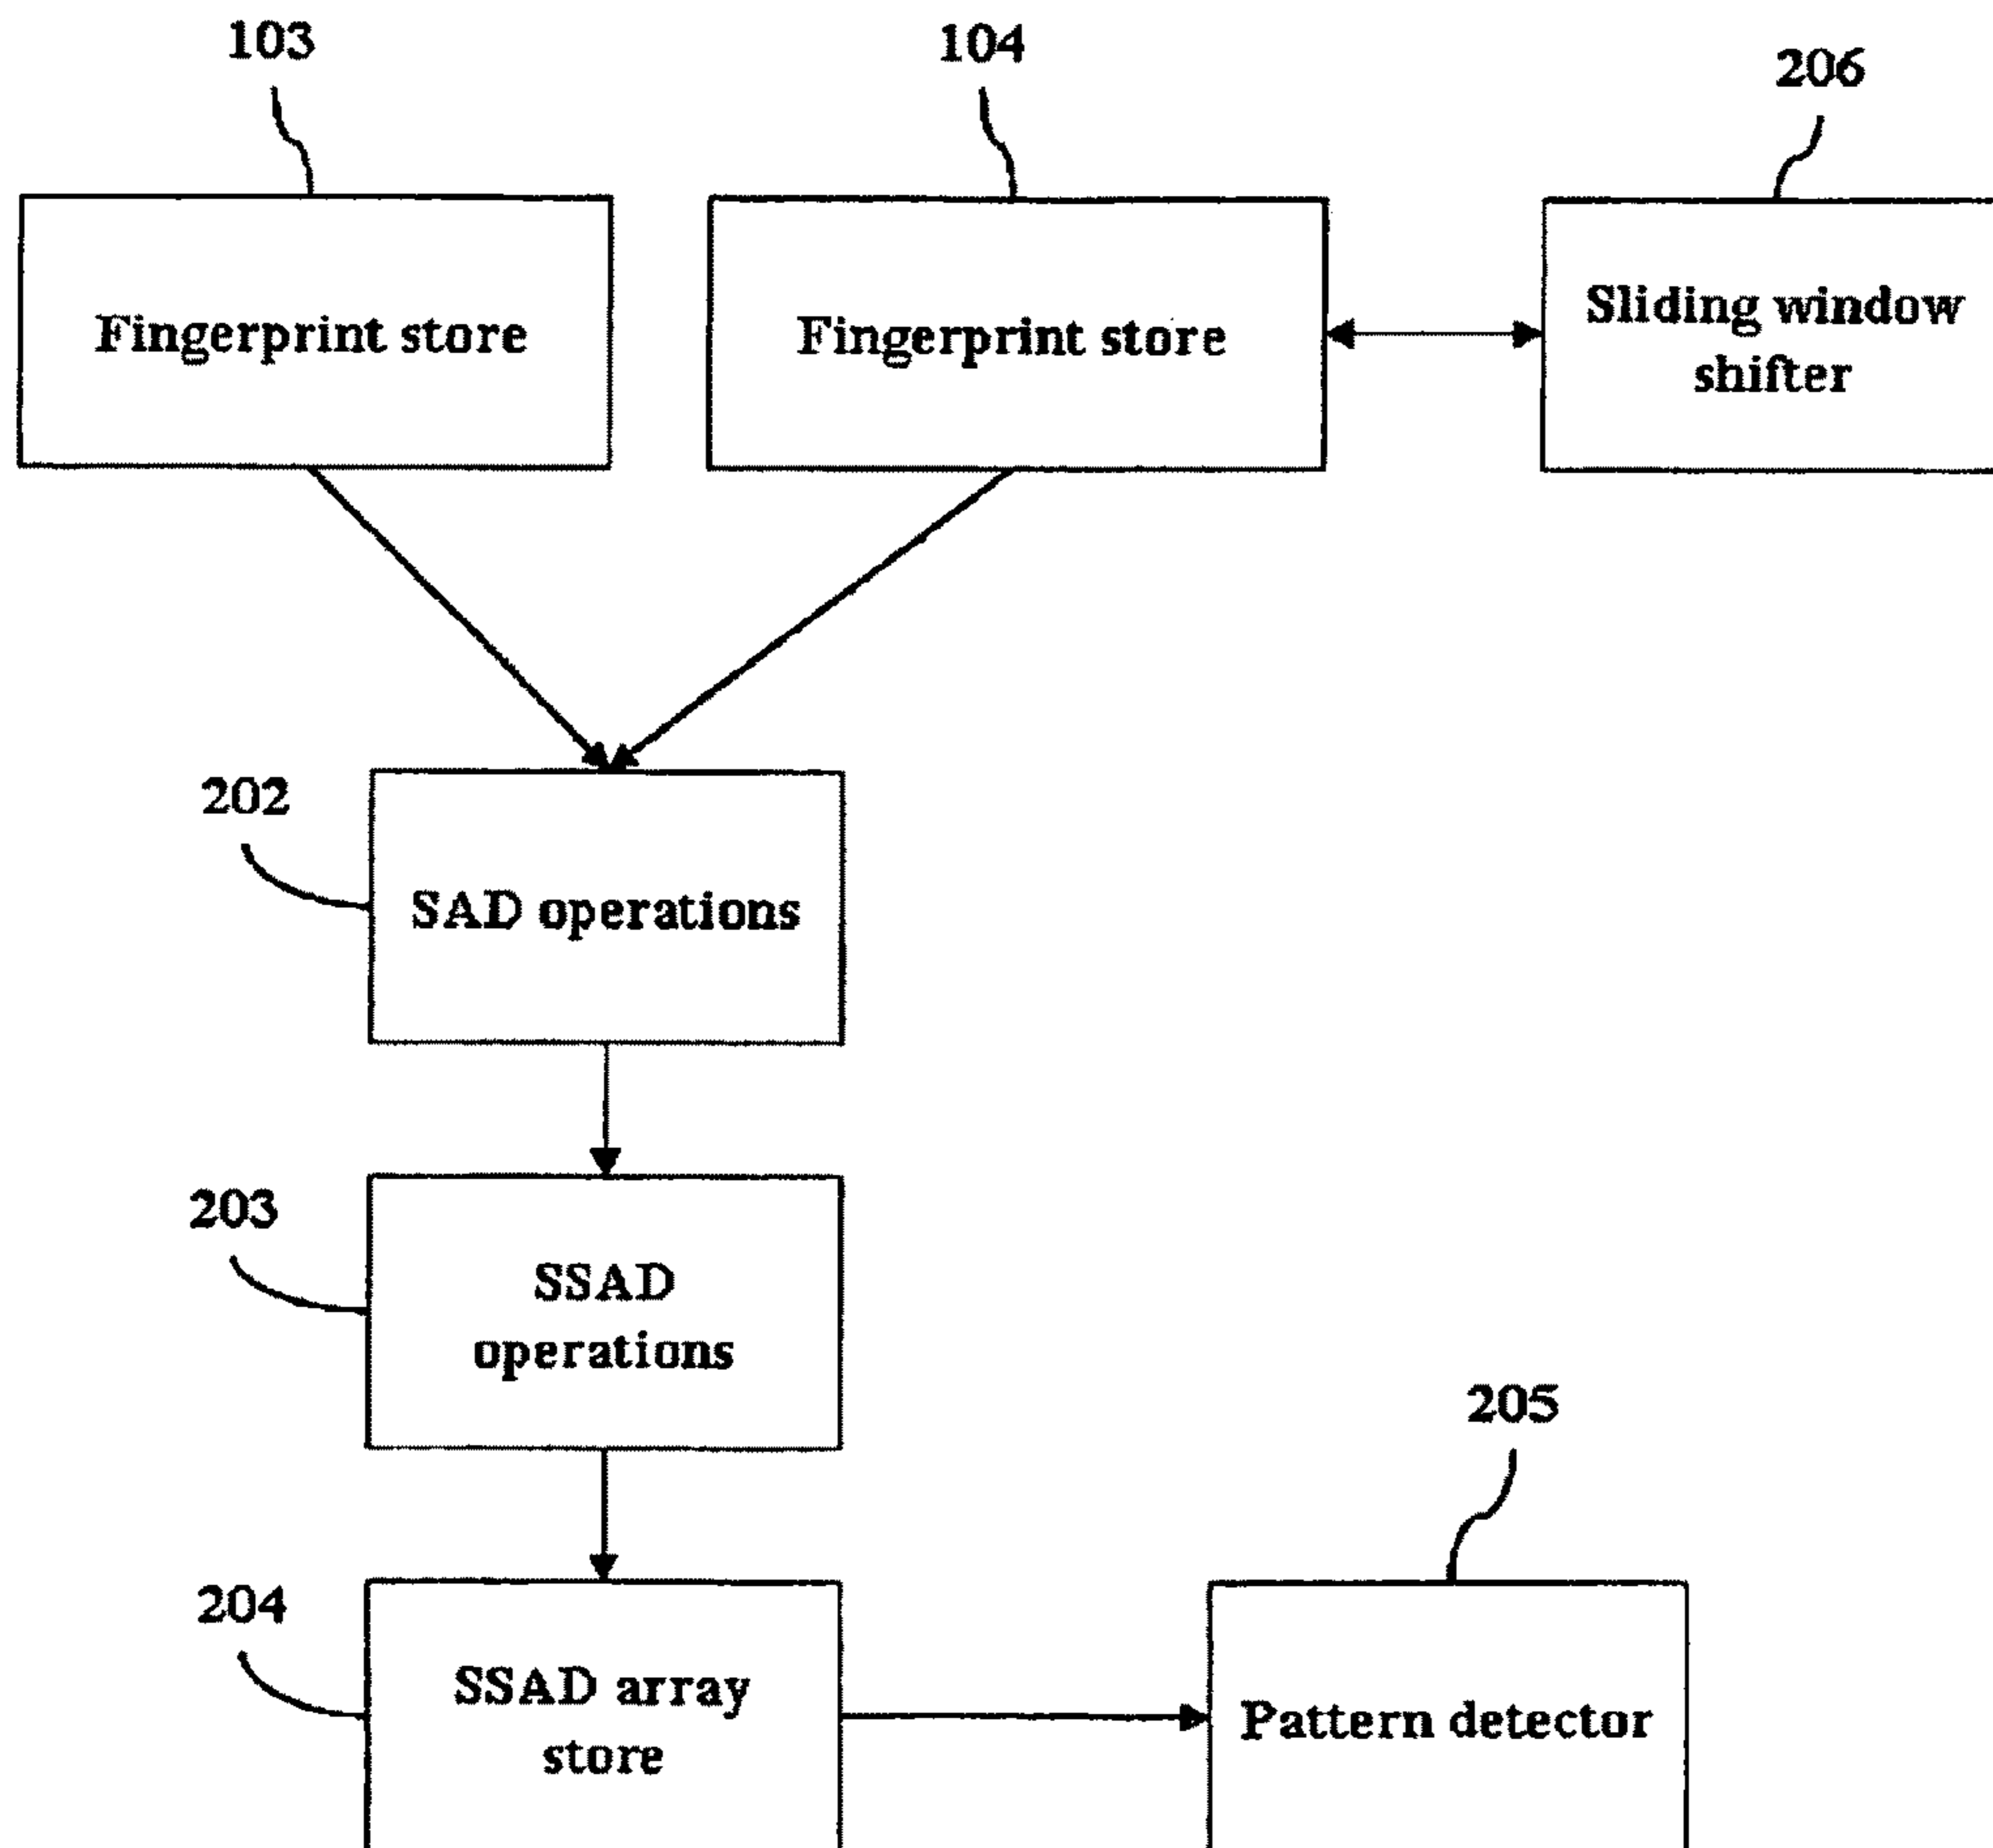 103
104
206
Fingerprint store
Fingerprint store
Sliding window
shifter
202
SAD operations
203
SSAD
operations
205
204
SSAD array
store
Pattern detector